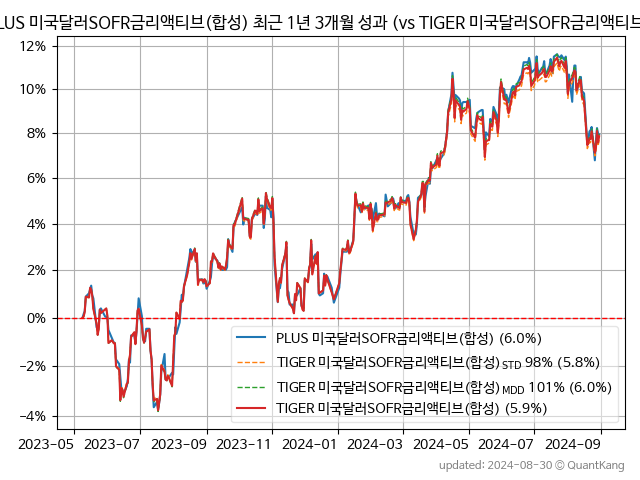 PLUS 미국달러SOFR금리액티브(합성) 최근 1년 3개월 성과 (vs TIGER 미국달러SOFR금리액티브
12%
10%
8%
6%
4%
2%
0%
−2%
−4%
PLUS 미국달러SOFR금리액티브(합성) (6.0%)
TIGER 미국달러SOFR금리액티브(합성) STD 98% (5.8%)
TIGER 미국달러SOFR금리액티브(합성) MDD 101% (6.0%)
TIGER 미국달러SOFR금리액티브(합성) (5.9%)
2023-05 2023-07 2023-09 2023-11 2024-01 2024-03 2024-05 2024-07 2024-09
updated: 2024-08-30 © QuantKang